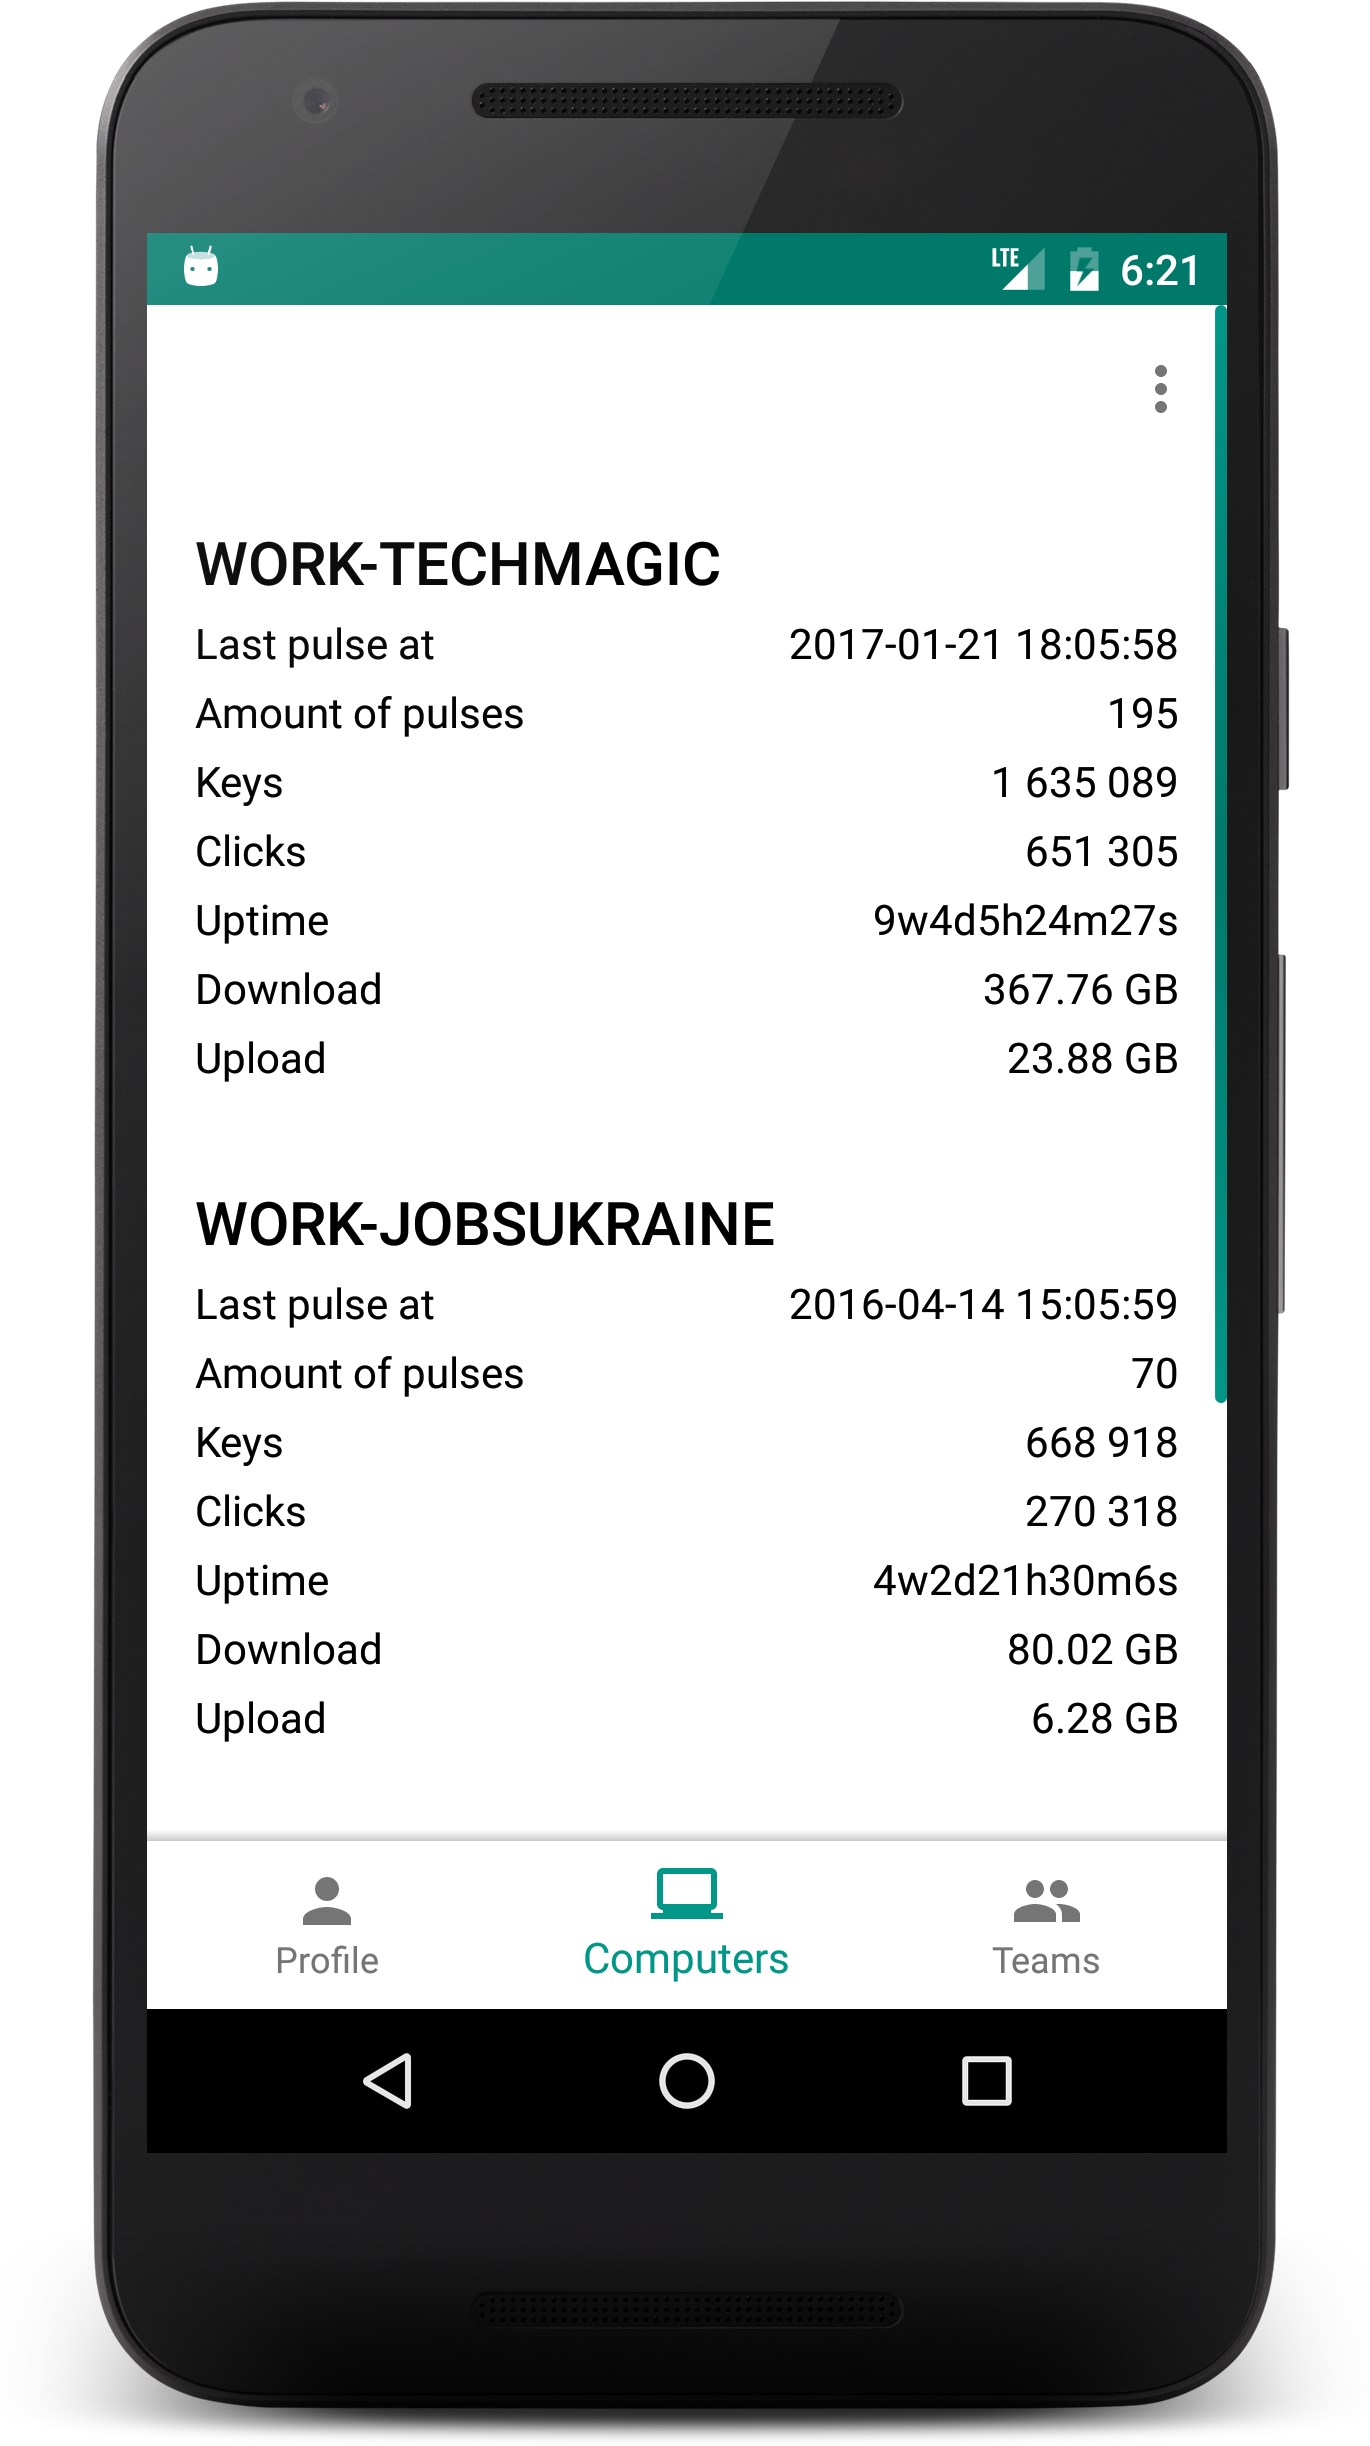 LTE 6:21
WORK-TECHMAGIC
Last pulse at 2017-01-21 18:05:58
Amount of pulses 195
Keys 1 635 089
Clicks 651 305
Uptime 9w4d5h24m27s
Download 367.76 GB
Upload 23.88 GB
WORK-JOBSUKRAINE
Last pulse at 2016-04-14 15:05:59
Amount of pulses 70
Keys 668 918
Clicks 270 318
Uptime 4w2d21h30m6s
Download 80.02 GB
Upload 6.28 GB
Profile Computers Teams